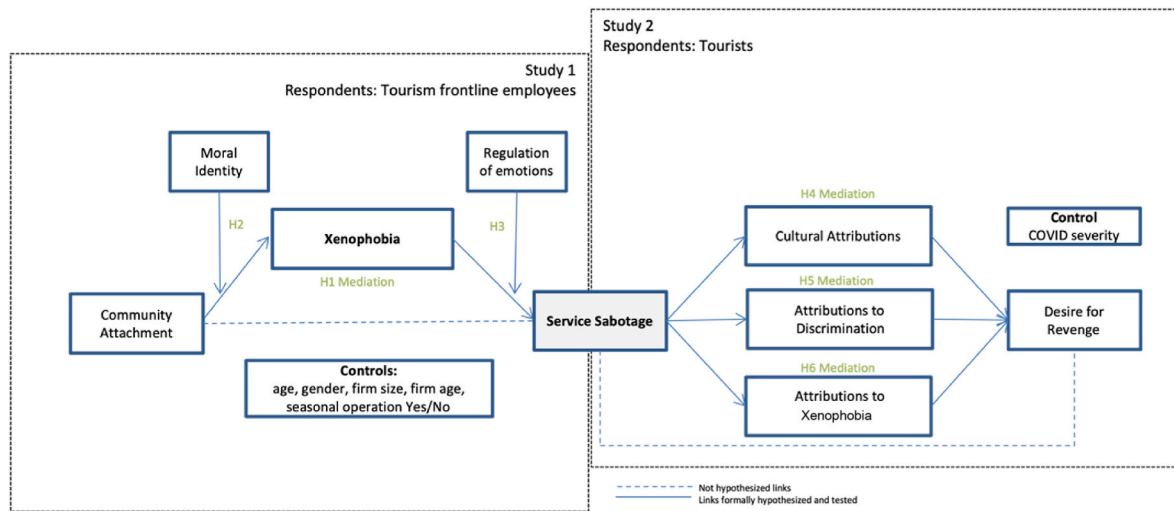 Study 1
Respondents: Tourism frontline employees
Moral
Identity
Regulation
of emotions
H2
H3
Xenophobia
H1 Mediation
Community
Attachment
Controls:
age, gender, firm size, firm age,
seasonal operation Yes/No
Service Sabotage
Study 2
Respondents: Tourists
H4 Mediation
Cultural Attributions
Control
COVID severity
H5 Mediation
Attributions to
Discrimination
Desire for
Revenge
H6 Mediation
Attributions to
Xenophobia
Not hypothesized links
Links formally hypothesized and tested